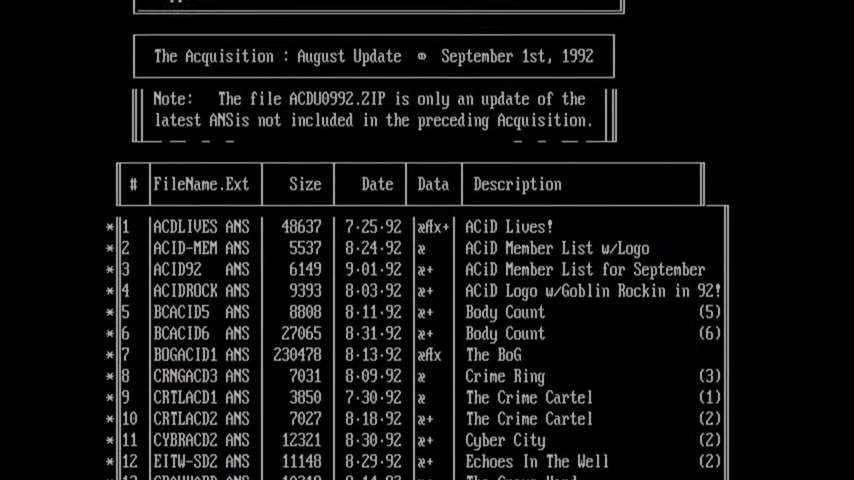 The Acquisition : August Update ∞ September 1st, 1992
Note: The file ACDU0992.ZIP is only an update of the
latest ANSis not included in the preceding Acquisition.
# FileName.Ext Size Date Data Description
*1 ACDLIVES ANS 48637 7·25·92 æflx+ ACiD Lives!
*2 ACID-MEM ANS 5537 8·24·92 æ ACiD Member List w/Logo
*3 ACID92 ANS 6149 9·01·92 æ+ ACiD Member List for September
*4 ACIDROCK ANS 9393 8·03·92 æ+ ACiD Logo w/Goblin Rockin in 92!
*5 BCACID5 ANS 8808 8·11·92 æ+ Body Count (5)
*6 BCACID6 ANS 27065 8·31·92 æ+ Body Count (6)
*7 BOGACID1 ANS 230478 8·13·92 æflx The BoG
*8 CRNGACD3 ANS 7031 8·09·92 æ Crime Ring (3)
*9 CRTLACD1 ANS 3850 7·30·92 æ The Crime Cartel (1)
*10 CRTLACD2 ANS 7027 8·18·92 æ+ The Crime Cartel (2)
*11 CYBRACD2 ANS 12321 8·30·92 æ+ Cyber City (2)
*12 EITW-SD2 ANS 11148 8·29·92 æ+ Echoes In The Well (2)